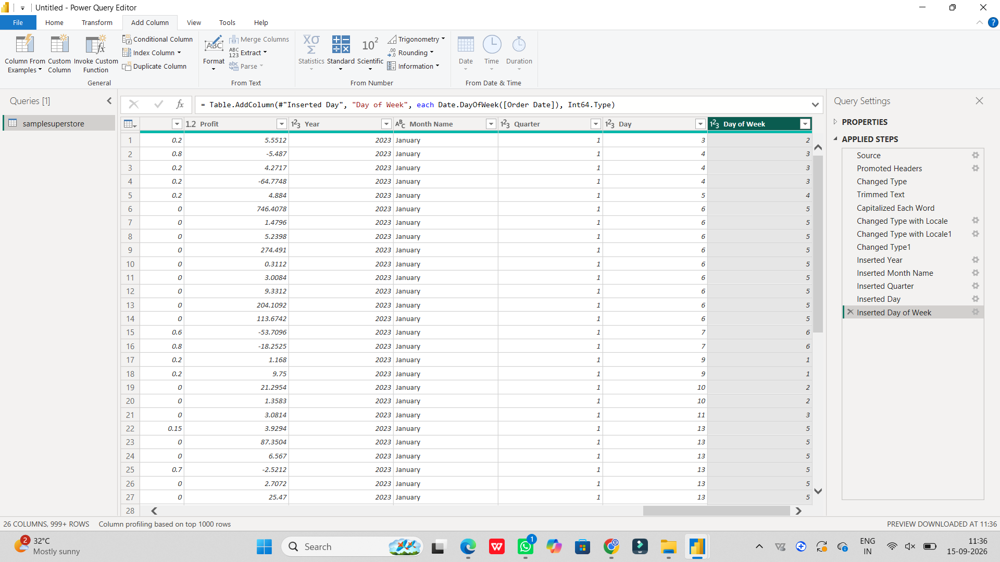 Untitled - Power Query Editor
File Home Transform Add Column View Tools Help
Column From Examples
Custom Column
Invoke Custom Function
Conditional Column
Index Column
Duplicate Column
General
Format
Merge Columns
Extract
Parse
From Text
Statistics
Standard
Scientific
Trigonometry
Rounding
Information
From Number
Date
Time
Duration
From Date & Time
Queries [1]
samplesuperstore
= Table.AddColumn(#"Inserted Day", "Day of Week", each Date.DayOfWeek([Order Date]), Int64.Type)
1.2 Profit 1²3 Year ABC Month Name 1²3 Quarter 1²3 Day 1²3 Day of Week
1 0.2 5.5512 2023 January 1 3 2
2 0.8 -5.487 2023 January 1 4 3
3 0.2 4.2717 2023 January 1 4 3
4 0.2 -64.7748 2023 January 1 4 3
5 0.2 4.884 2023 January 1 5 4
6 0 746.4078 2023 January 1 6 5
7 0 1.4796 2023 January 1 6 5
8 0 5.2398 2023 January 1 6 5
9 0 274.491 2023 January 1 6 5
10 0 0.3112 2023 January 1 6 5
11 0 3.0084 2023 January 1 6 5
12 0 9.3312 2023 January 1 6 5
13 0 204.1092 2023 January 1 6 5
14 0 113.6742 2023 January 1 6 5
15 0.6 -53.7096 2023 January 1 7 6
16 0.8 -18.2525 2023 January 1 7 6
17 0.2 1.168 2023 January 1 9 1
18 0.2 9.75 2023 January 1 9 1
19 0 21.2954 2023 January 1 10 2
20 0 1.3583 2023 January 1 10 2
21 0 3.0814 2023 January 1 11 3
22 0.15 3.9294 2023 January 1 13 5
23 0 87.3504 2023 January 1 13 5
24 0 6.567 2023 January 1 13 5
25 0.7 -2.5212 2023 January 1 13 5
26 0 2.7072 2023 January 1 13 5
27 0 25.47 2023 January 1 13 5
28
Query Settings
PROPERTIES
APPLIED STEPS
Source
Promoted Headers
Changed Type
Trimmed Text
Capitalized Each Word
Changed Type with Locale
Changed Type with Locale1
Changed Type1
Inserted Year
Inserted Month Name
Inserted Quarter
Inserted Day
Inserted Day of Week
26 COLUMNS, 999+ ROWS Column profiling based on top 1000 rows PREVIEW DOWNLOADED AT 11:36
2
32°C
Mostly sunny
Search
1
ENG
IN
11:36
15-09-2026